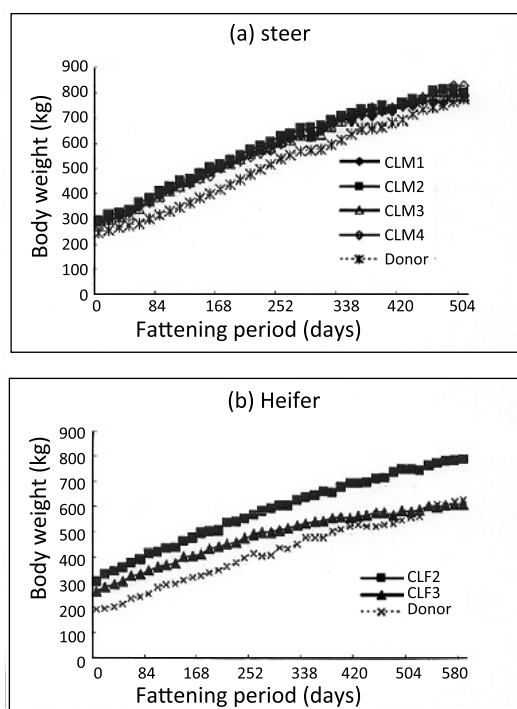 (a) steer
Body weight (kg)
900
800
700
600
500
400
300
200
100
0
CLM1
CLM2
CLM3
CLM4
Donor
0 84 168 252 338 420 504
Fattening period (days)
(b) Heifer
Body weight (kg)
900
800
700
600
500
400
300
200
100
0
CLF2
CLF3
Donor
0 84 168 252 338 420 504 580
Fattening period (days)